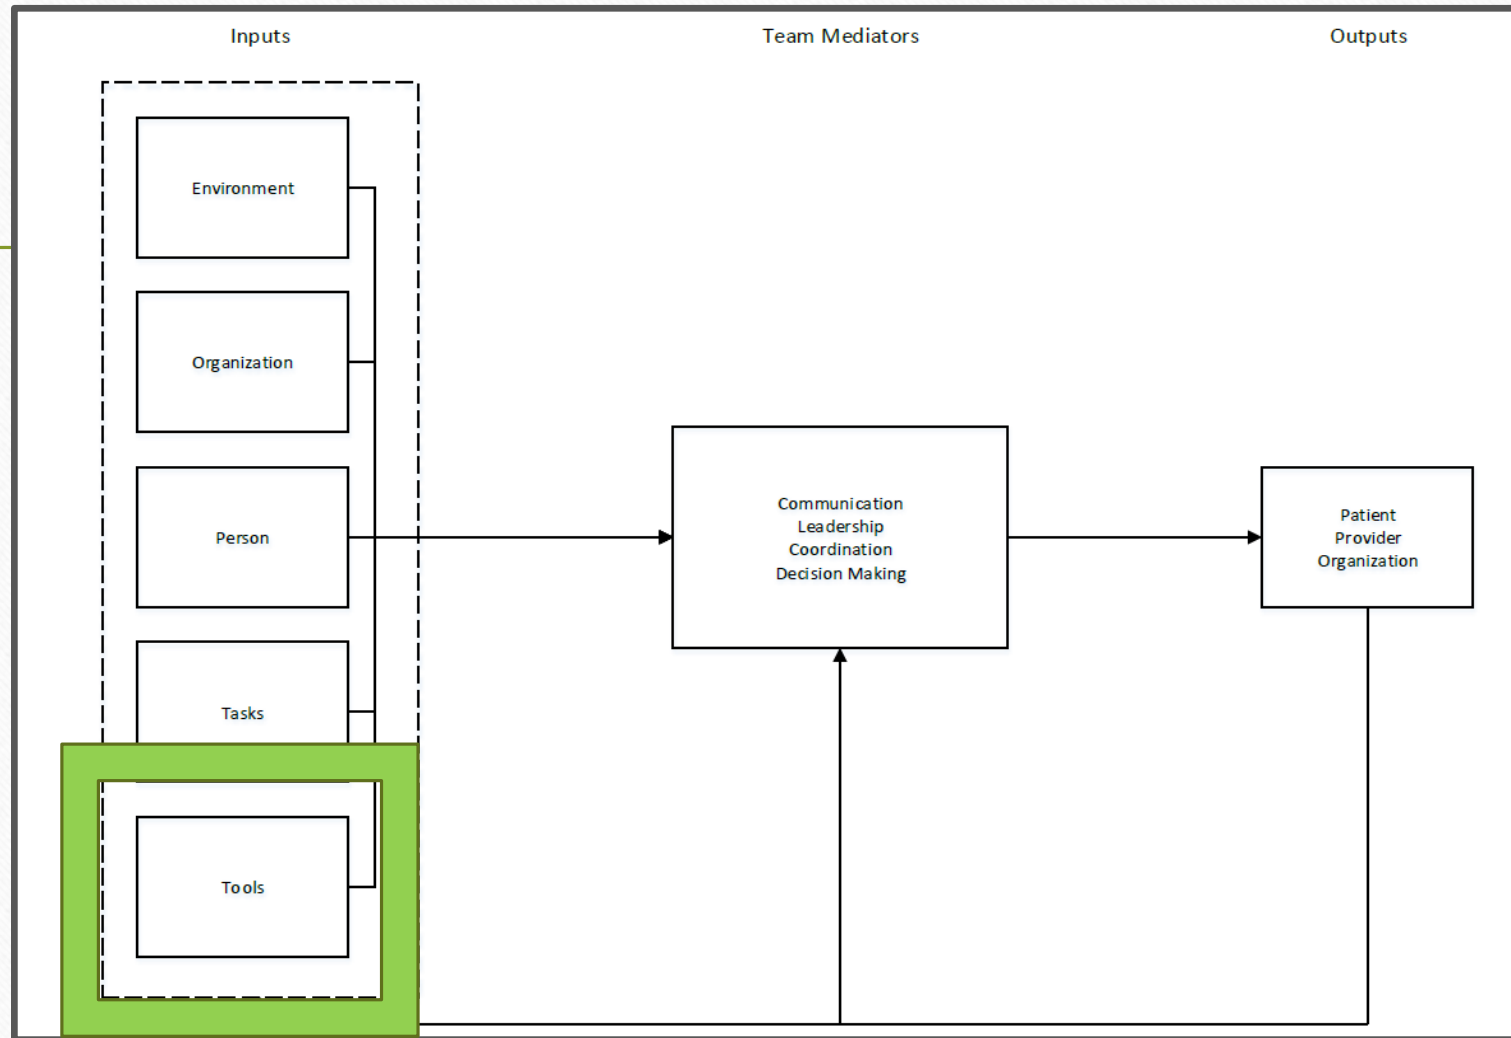 Inputs
Team Mediators
Outputs
Environment
Organization
Person
Tasks
Tools
Communication
Leadership
Coordination
Decision Making
Patient
Provider
Organization